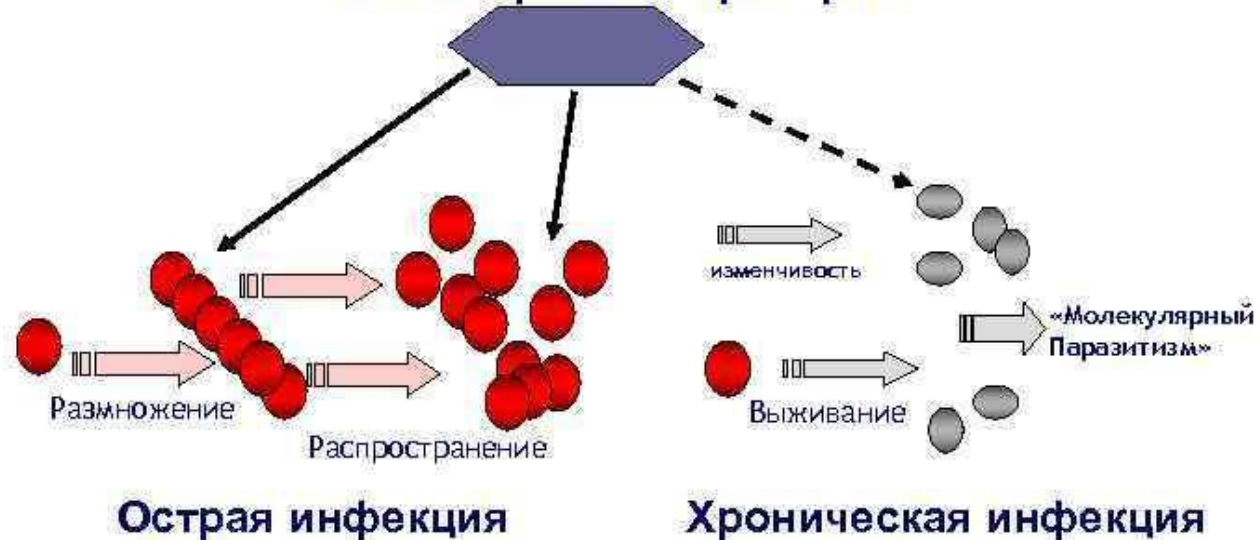 изменчивость
«Молекулярный
Паразитизм»
Размножение
Выживание
Распространение
Острая инфекция
Хроническая инфекция